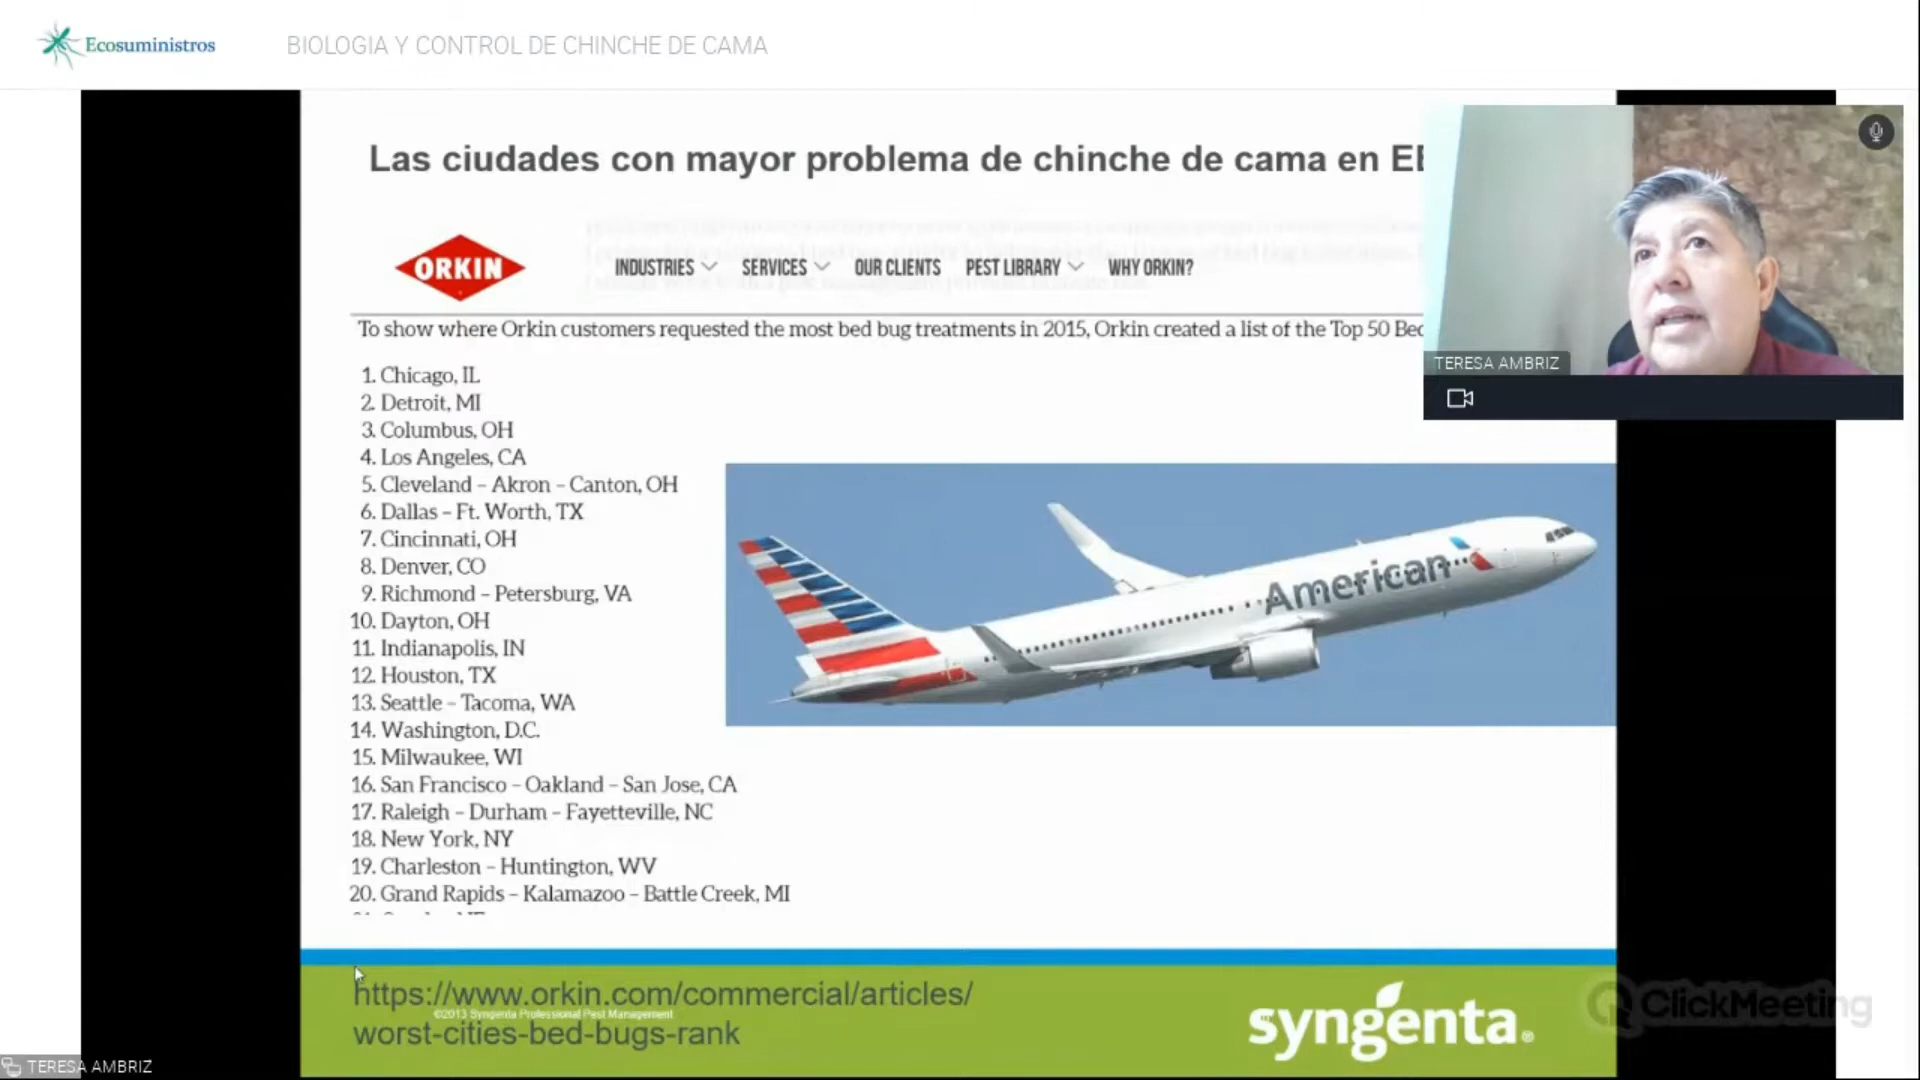 Ecosuministros
BIOLOGIA Y CONTROL DE CHINCHE DE CAMA
Las ciudades con mayor problema de chinche de cama en
ORKIN
INDUSTRIES SERVICES OUR CLIENTS PEST LIBRARY WHY ORKIN?
To show where Orkin customers requested the most bed bug treatments in 2015, Orkin created a list of the Top 50
1. Chicago, IL
2. Detroit, MI
3. Columbus, OH
4. Los Angeles, CA
5. Cleveland – Akron – Canton, OH
6. Dallas – Ft. Worth, TX
7. Cincinnati, OH
8. Denver, CO
9. Richmond – Petersburg, VA
10. Dayton, OH
11. Indianapolis, IN
12. Houston, TX
13. Seattle – Tacoma, WA
14. Washington, D.C.
15. Milwaukee, WI
16. San Francisco – Oakland – San Jose, CA
17. Raleigh – Durham – Fayetteville, NC
18. New York, NY
19. Charleston – Huntington, WV
20. Grand Rapids – Kalamazoo – Battle Creek, MI
American
TERESA AMBRIZ
https://www.orkin.com/commercial/articles/
©2013 Syngenta Professional Pest Management
worst-cities-bed-bugs-rank
syngenta®
ClickMeeting
TERESA AMBRIZ